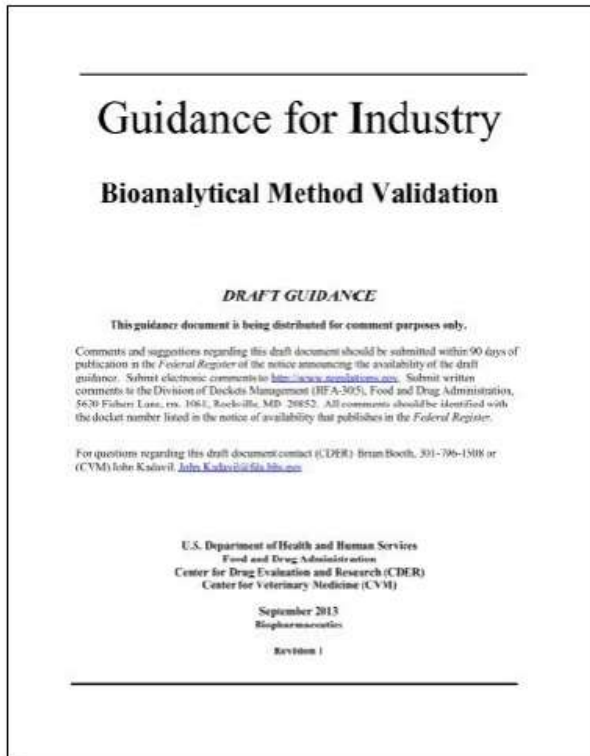 Guidance for Industry
Bioanalytical Method Validation
DRAFT GUIDANCE
This guidance document is being distributed for comment purposes only.
Comments and suggestions regarding this draft document should be submitted within 90 days of
publication in the Federal Register of the notice announcing the availability of the draft
guidance. Submit electronic comments to http://www.regulations.gov. Submit written
comments to the Division of Dockets Management (HFA-305), Food and Drug Administration,
5630 Fishers Lane, rm. 1061, Rockville, MD 20852. All comments should be identified with
the docket number listed in the notice of availability that publishes in the Federal Register.
For questions regarding this draft document contact (CDER) Brian Booth, 301-796-1508 or
(CVM) John Kadavil, John.Kadavil@fda.hhs.gov
U.S. Department of Health and Human Services
Food and Drug Administration
Center for Drug Evaluation and Research (CDER)
Center for Veterinary Medicine (CVM)
September 2013
Biopharmaceutics
Revision 1